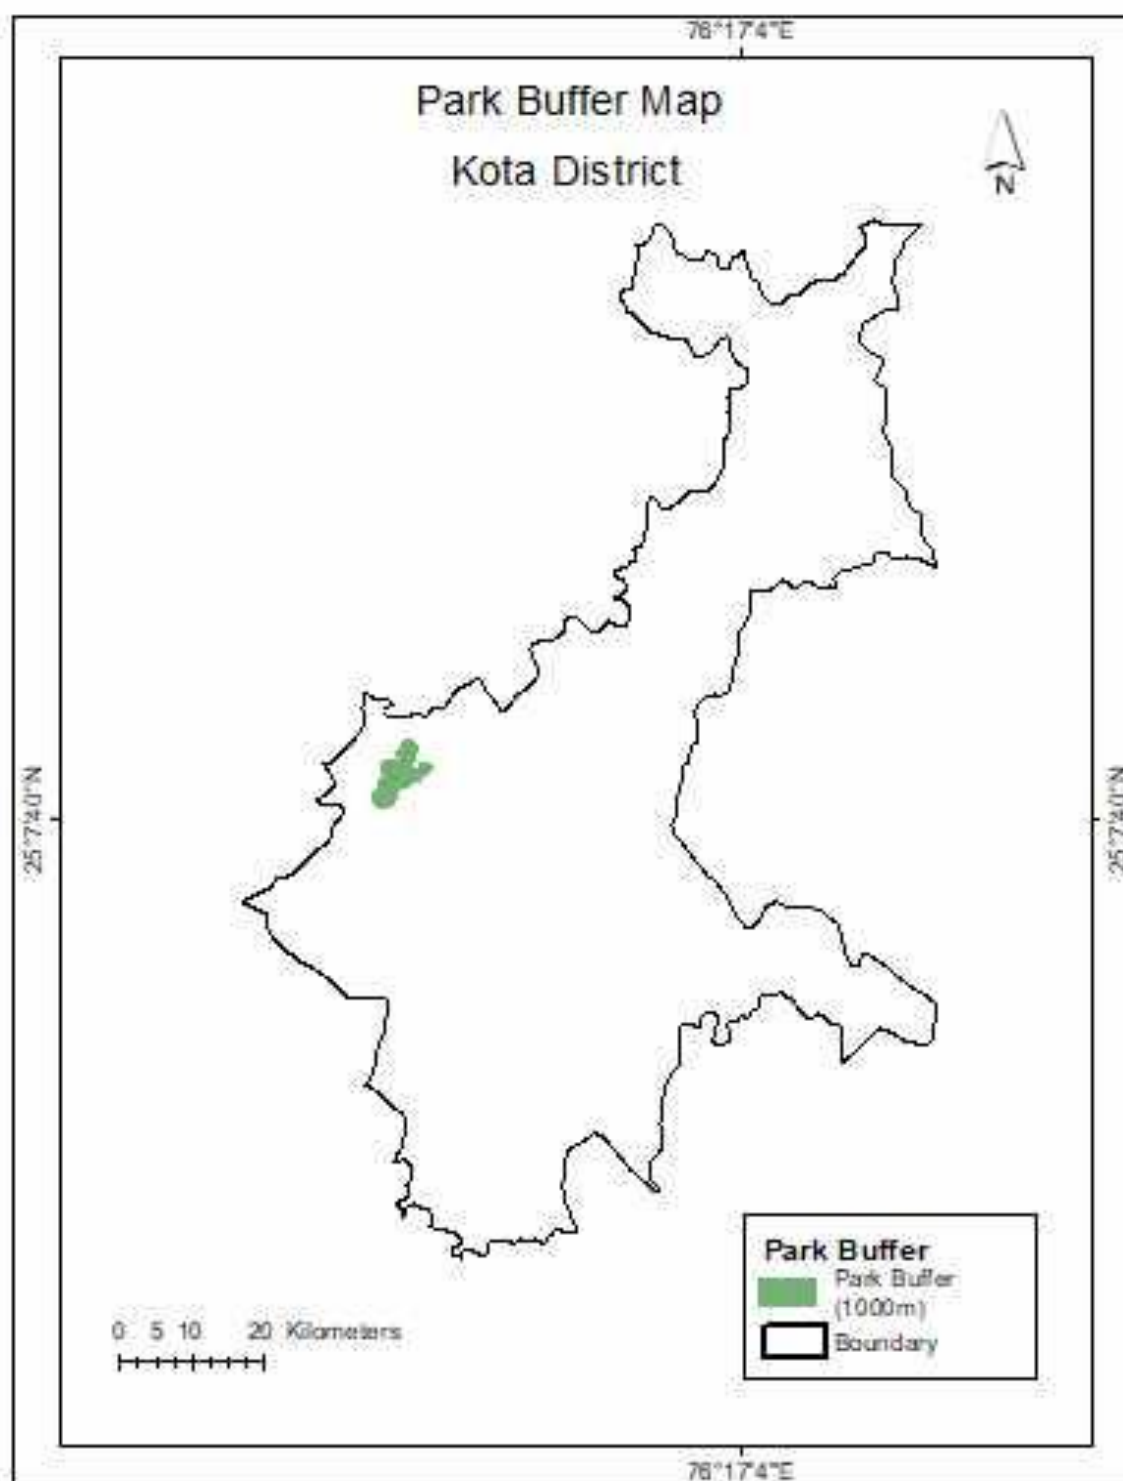 76°17'4"E
Park Buffer Map
Kota District
N
25°7'40"N
25°7'40"N
Park Buffer
Park Buffer
(1000m)
Boundary
0 5 10 20 Kilometers
76°17'4"E